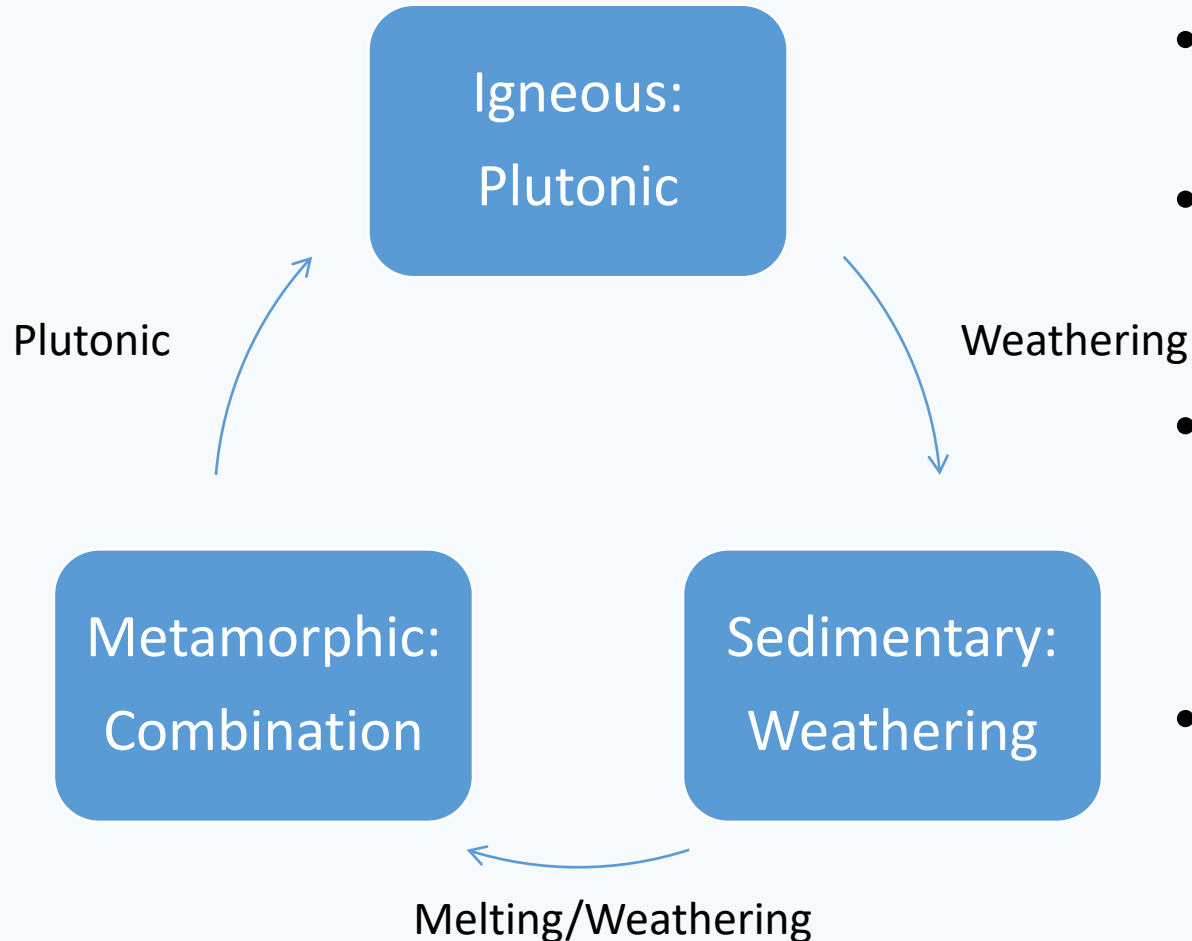 Igneous:
Plutonic
Plutonic
Weathering
Metamorphic:
Combination
Sedimentary:
Weathering
Melting/Weathering